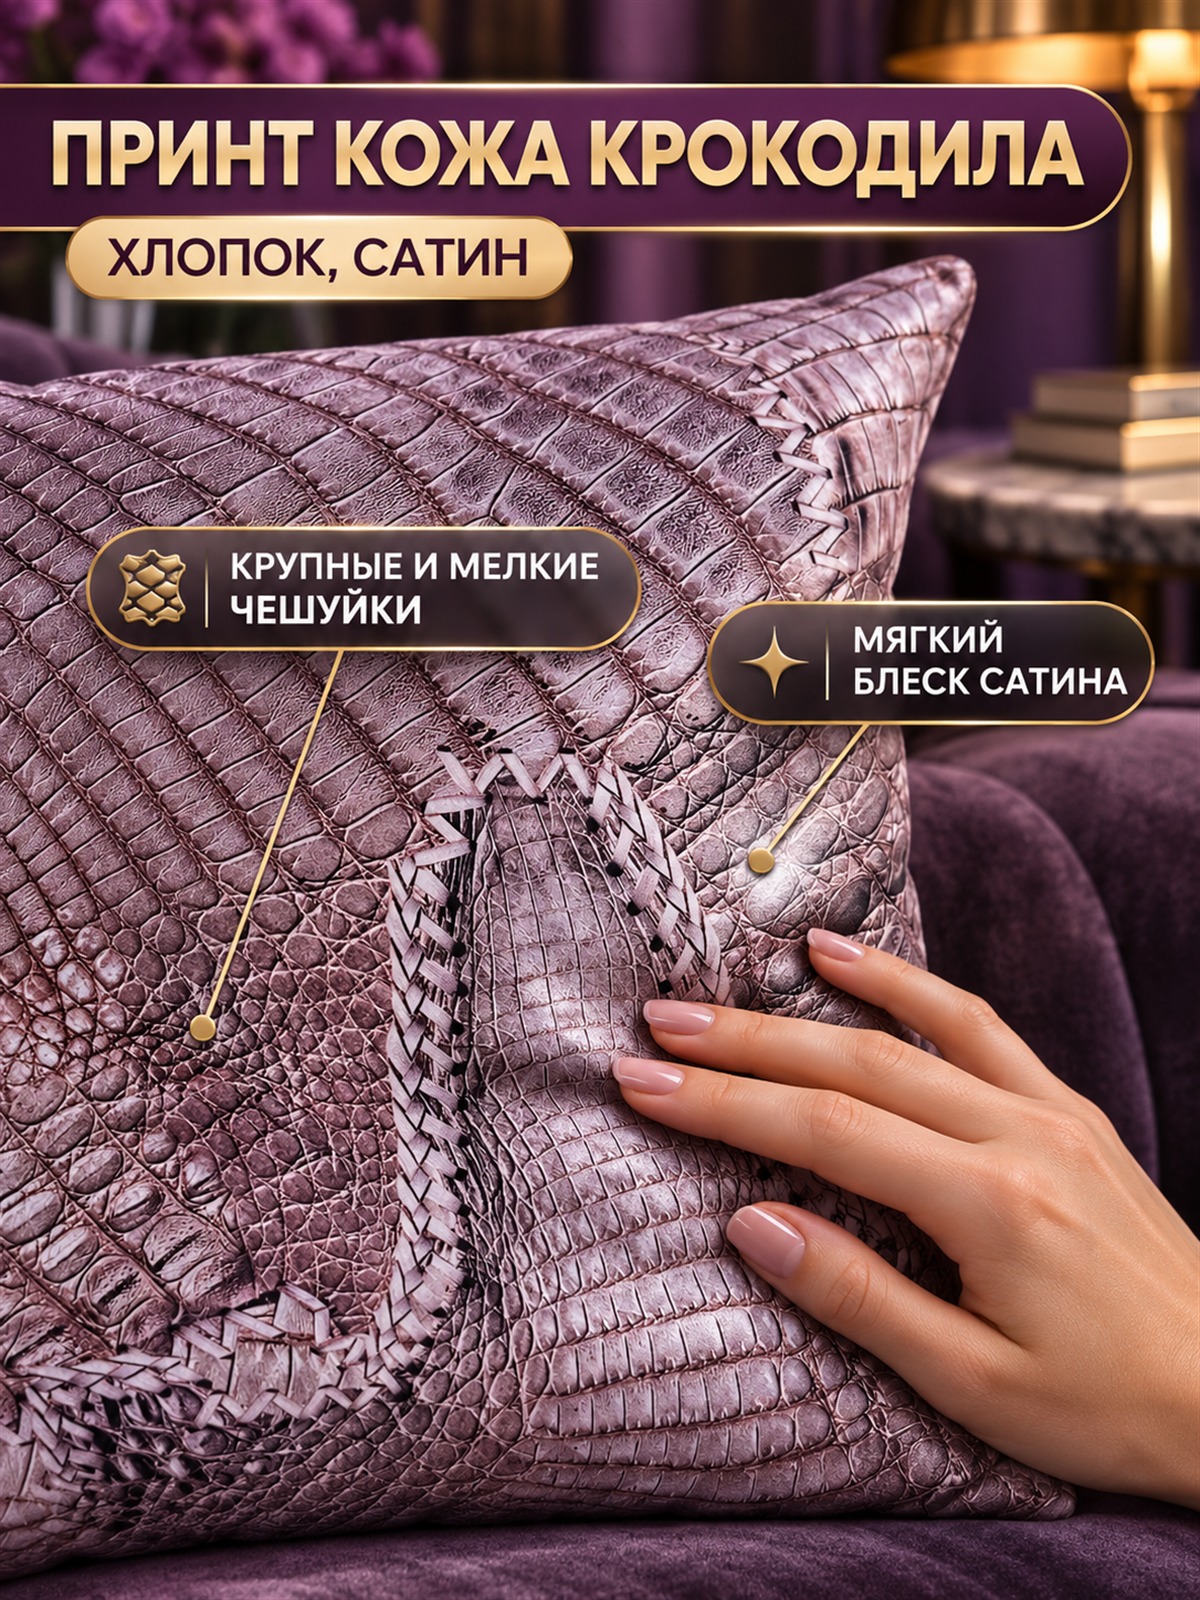 ПРИНТ КОЖА КРОКОДИЛА
ХЛОПОК, САТИН
КРУПНЫЕ И МЕЛКИЕ
ЧЕШУЙКИ
МЯГКИЙ
БЛЕСК САТИНА